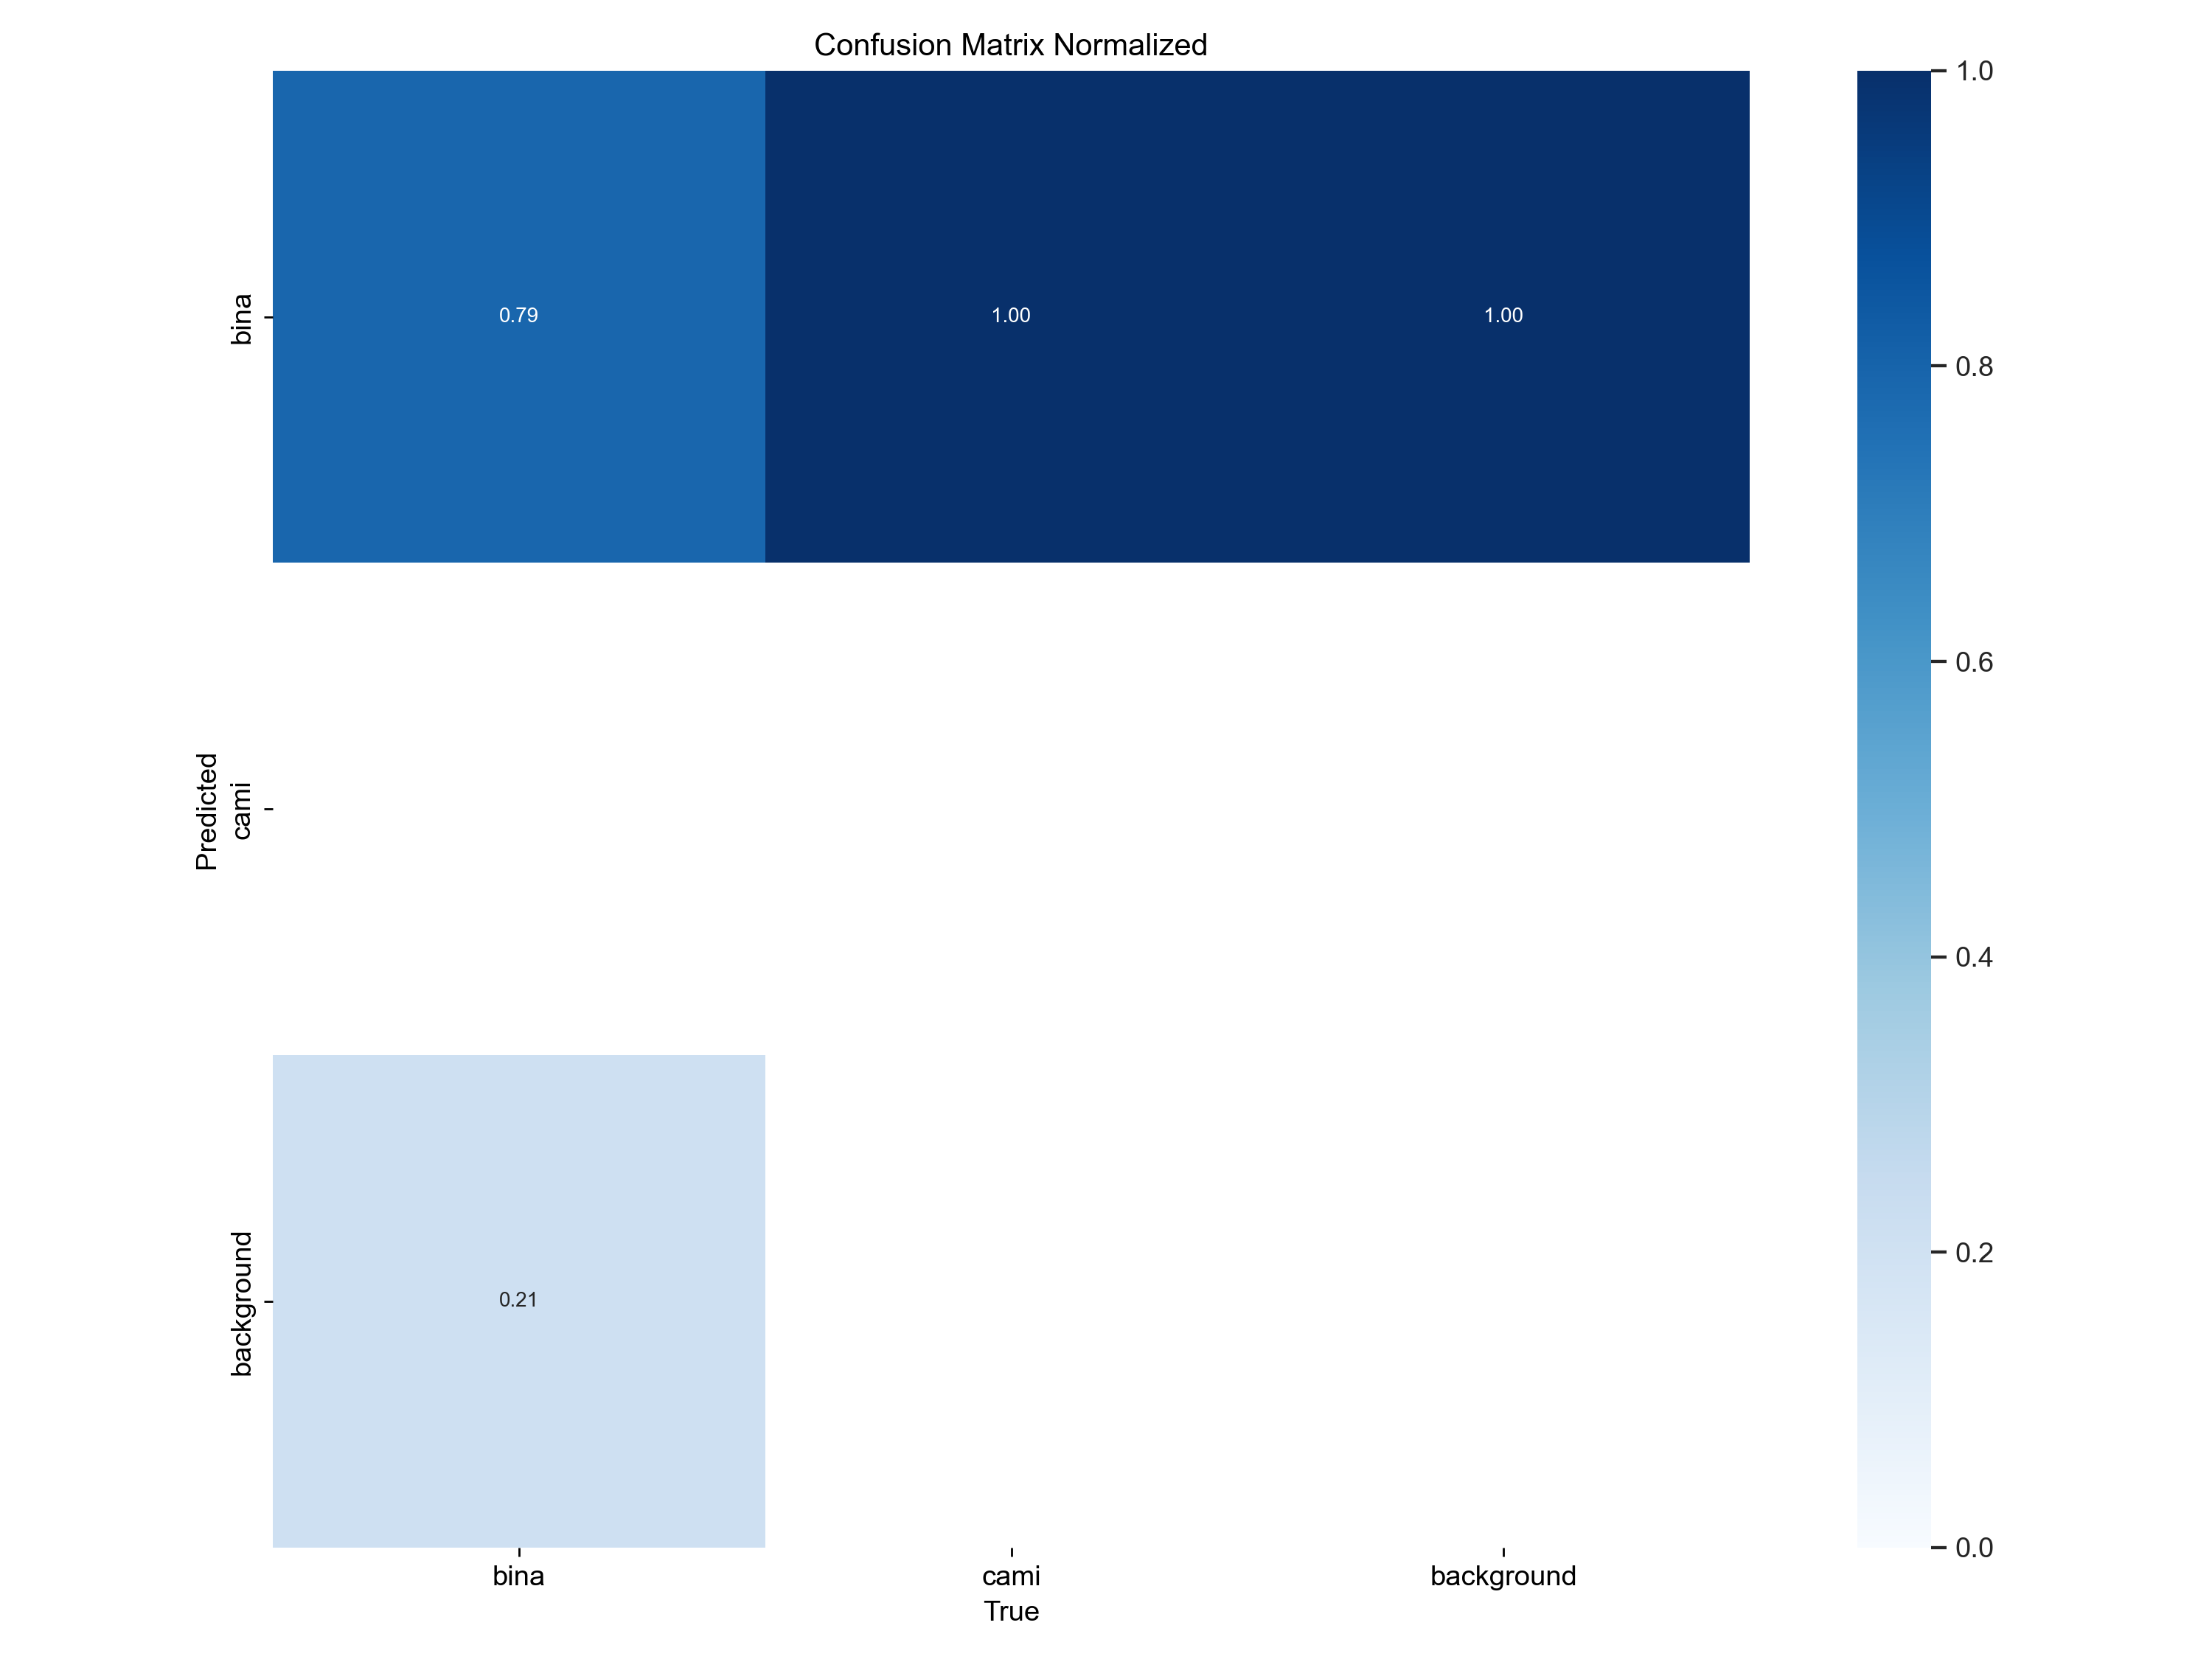 Confusion Matrix Normalized
1.0
bina
0.79
1.00
1.00
0.8
0.6
Predicted
cami
0.4
background
0.21
0.2
0.0
bina
cami
background
True